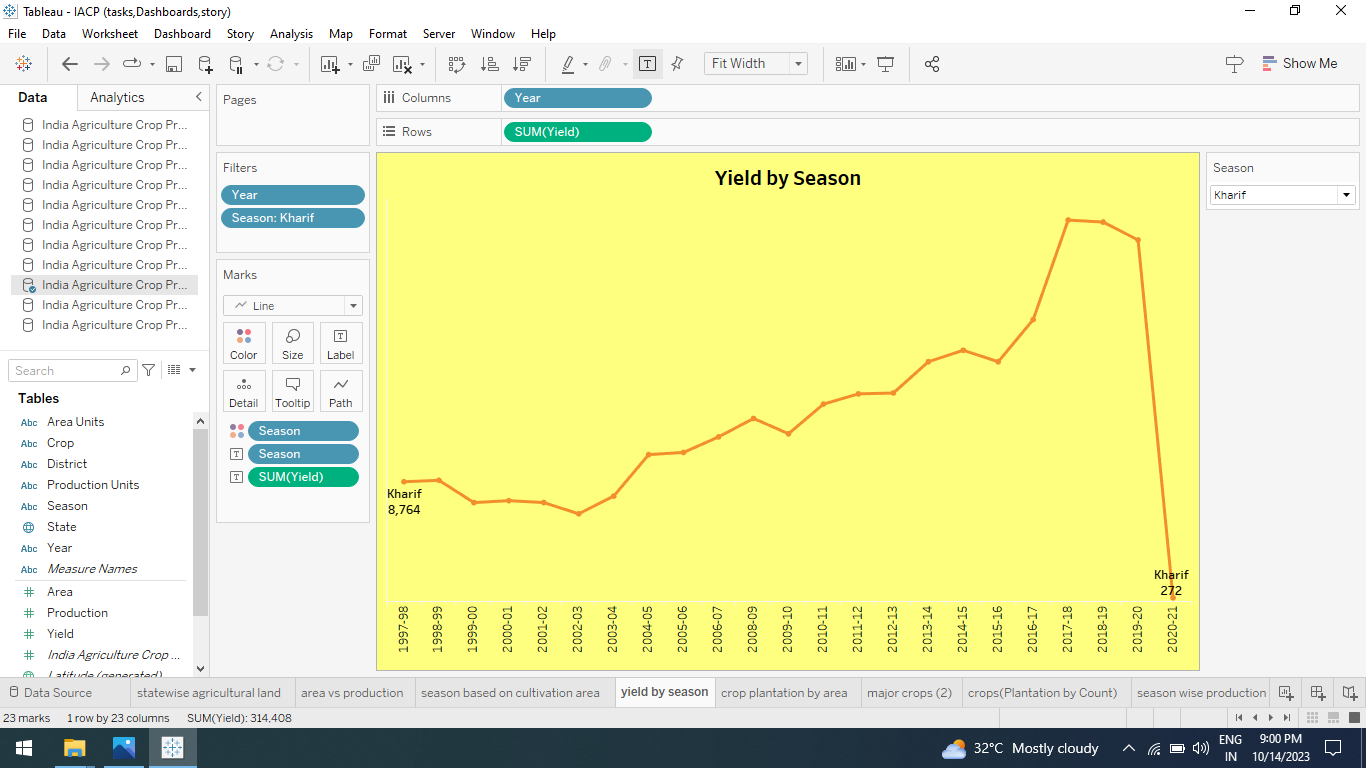 Tableau - IACP (tasks,Dashboards,story)
File Data Worksheet Dashboard Story Analysis Map Format Server Window Help
Fit Width
Show Me
Data Analytics
India Agriculture Crop Pr...
India Agriculture Crop Pr...
India Agriculture Crop Pr...
India Agriculture Crop Pr...
India Agriculture Crop Pr...
India Agriculture Crop Pr...
India Agriculture Crop Pr...
India Agriculture Crop Pr...
India Agriculture Crop Pr...
India Agriculture Crop Pr...
India Agriculture Crop Pr...
Search
Tables
Abc Area Units
Abc Crop
Abc District
Abc Production Units
Abc Season
State
Abc Year
Abc Measure Names
Area
Production
Yield
India Agriculture Crop ...
Latitude (generated)
Pages
Filters
Year
Season: Kharif
Marks
Line
Color Size Label
Detail Tooltip Path
Season
Season
SUM(Yield)
Columns Year
Rows SUM(Yield)
Yield by Season
Kharif
8,764
Kharif
272
1997-98 1998-99 1999-00 2000-01 2001-02 2002-03 2003-04 2004-05 2005-06 2006-07 2008-09 2009-10 2010-11 2011-12 2012-13 2013-14 2014-15 2015-16 2016-17 2017-18 2018-19 2019-20 2020-21
Season
Kharif
Data Source statewise agricultural land area vs production season based on cultivation area yield by season crop plantation by area major crops (2) crops(Plantation by Count) season wise production
23 marks 1 row by 23 columns SUM(Yield): 314,408
32°C Mostly cloudy
ENG
IN
9:00 PM
10/14/2023